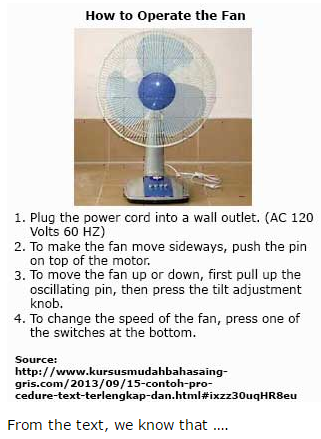 How to Operate the Fan
1. Plug the power cord into a wall outlet. (AC 120
Volts 60 HZ)
2. To make the fan move sideways, push the pin
on top of the motor.
3. To move the fan up or down, first pull up the
oscillating pin, then press the tilt adjustment
knob.
4. To change the speed of the fan, press one of
the switches at the bottom.
Source:
http://www.kursusmudahbahasaing-
gris.com/2013/09/15-contoh-pro-
cedure-text-terlengkap-dan.html#ixzz30uqHR8eu
From the text, we know that ....